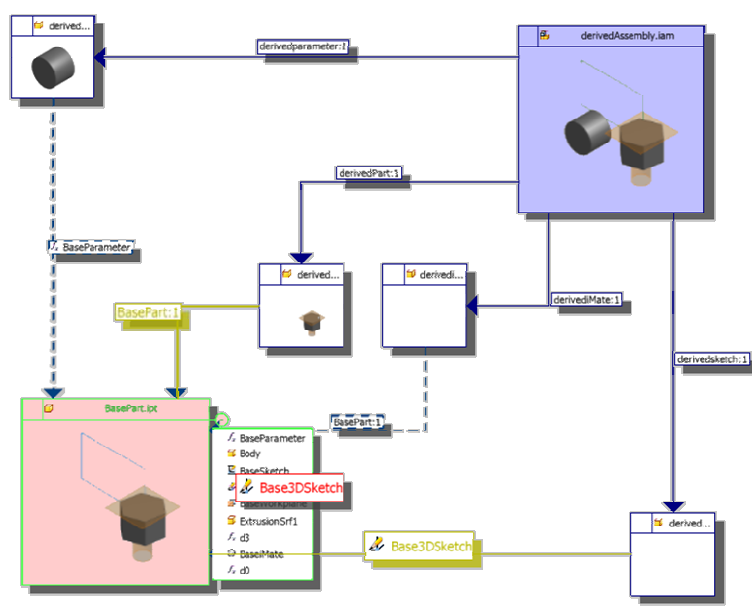 derived...
derivedparameter:1
derivedAssembly.iam
derivedPart:1
BaseParameter
derived...
derivedi...
BasePart:1
derivediMate:1
derivedsketch:1
BasePart.ipt
BasePart:1
BaseParameter
Body
BaseSketch
Base3DSketch
BaseWorkplane
ExtrusionSrf1
d3
BaseiMate
d0
Base3DSketch
derived ..